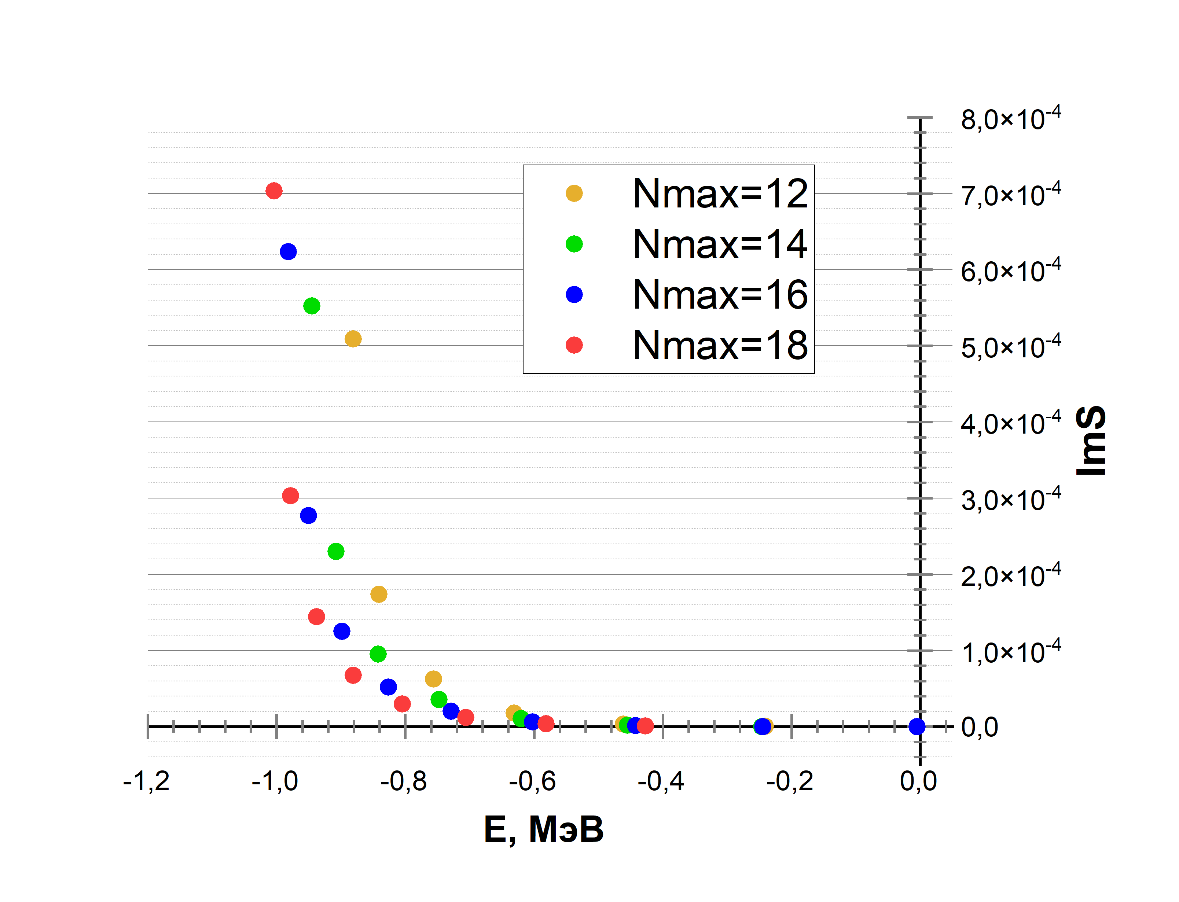 8,0×10⁻⁴
7,0×10⁻⁴
6,0×10⁻⁴
5,0×10⁻⁴
4,0×10⁻⁴
3,0×10⁻⁴
2,0×10⁻⁴
1,0×10⁻⁴
0,0
Nmax=12
Nmax=14
Nmax=16
Nmax=18
ImS
-1,2 -1,0 -0,8 -0,6 -0,4 -0,2 0,0
E, МэВ